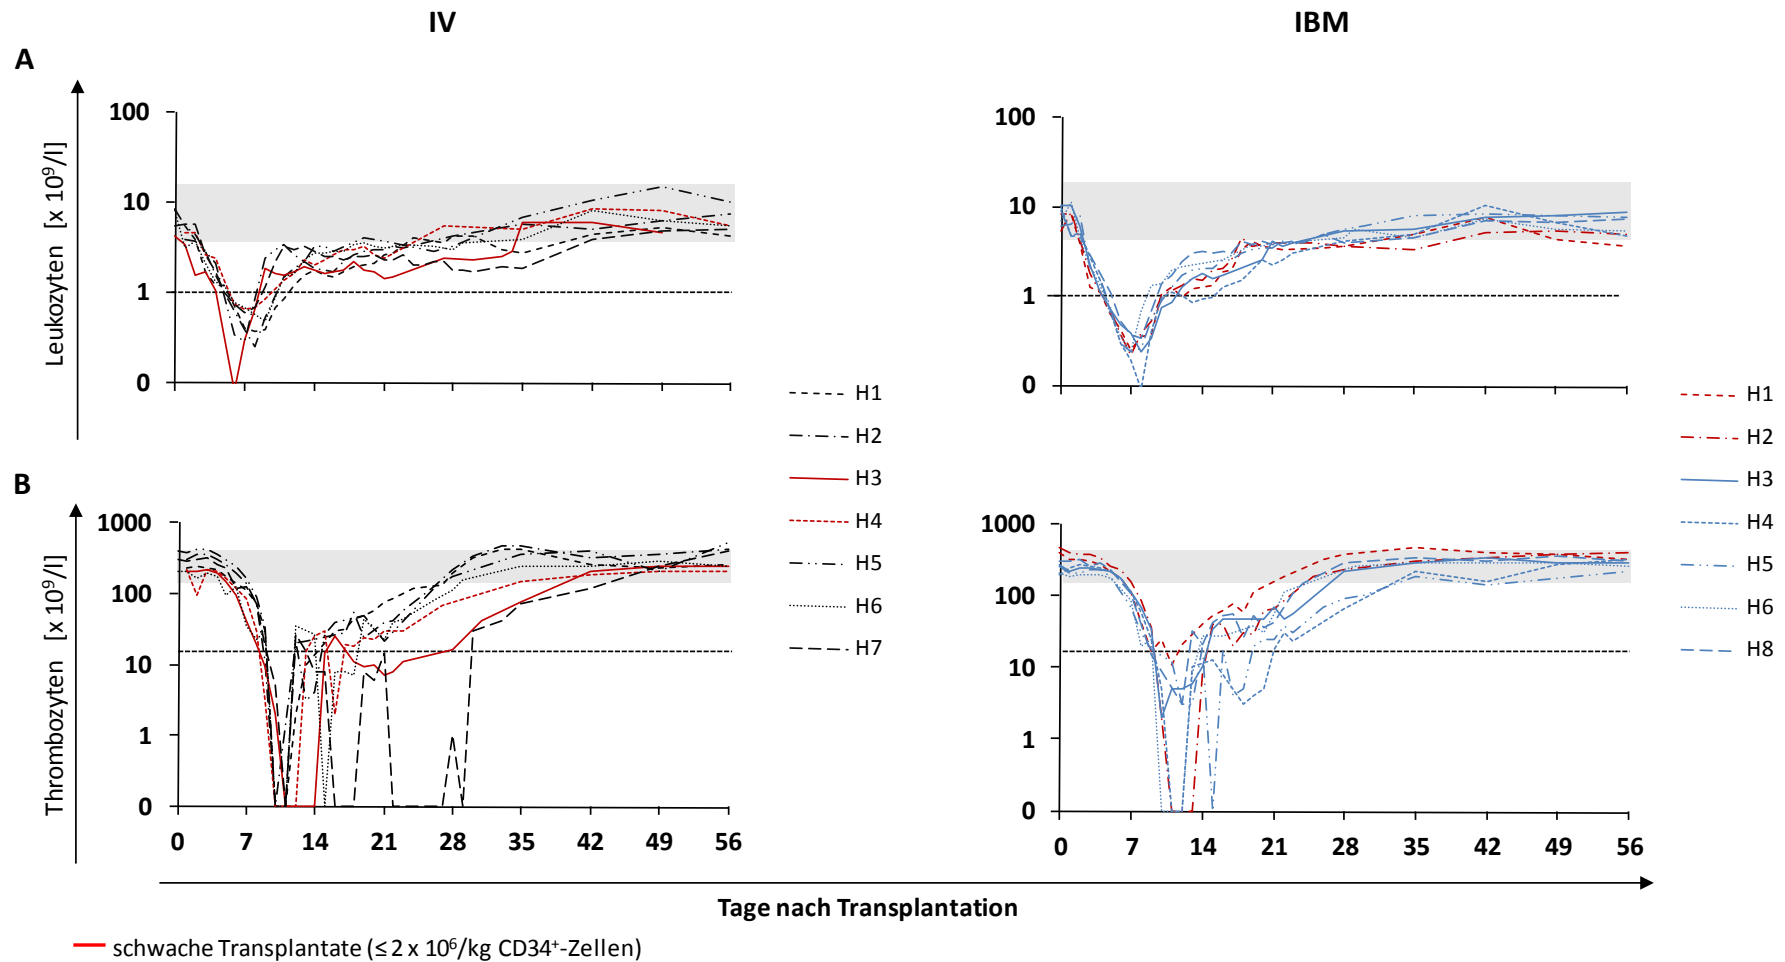 IV
IBM
A
Leukozyten [x 10⁹/l]
100
10
1
0
100
10
1
0
H1
H2
H3
H4
H5
H6
H7
H1
H2
H3
H4
H5
H6
H8
B
Thrombozyten [x 10⁹/l]
1000
100
10
1
0
0 7 14 21 28 35 42 49 56
1000
100
10
1
0
0 7 14 21 28 35 42 49 56
Tage nach Transplantation
schwache Transplantate (≤ 2 x 10⁶/kg CD34⁺-Zellen)